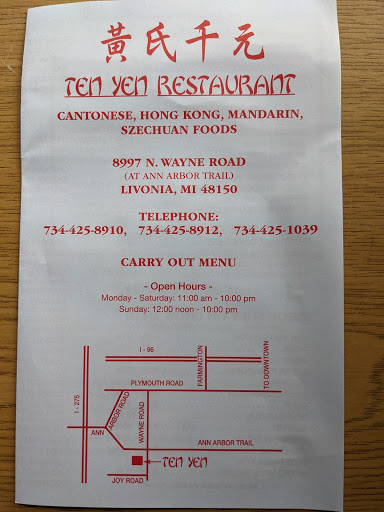 黃氏千元
TEN YEN RESTAURANT
CANTONESE, HONG KONG, MANDARIN,
SZECHUAN FOODS
8997 N. WAYNE ROAD
(AT ANN ARBOR TRAIL)
LIVONIA, MI 48150
TELEPHONE:
734-425-8910, 734-425-8912, 734-425-1039
CARRY OUT MENU
- Open Hours -
Monday - Saturday: 11:00 am - 10:00 pm
Sunday: 12:00 noon - 10:00 pm
I - 96
FARMINGTON
TO DOWNTOWN
PLYMOUTH ROAD
I - 275
ANN ARBOR ROAD
WAYNE ROAD
ANN ARBOR TRAIL
TEN YEN
JOY ROAD